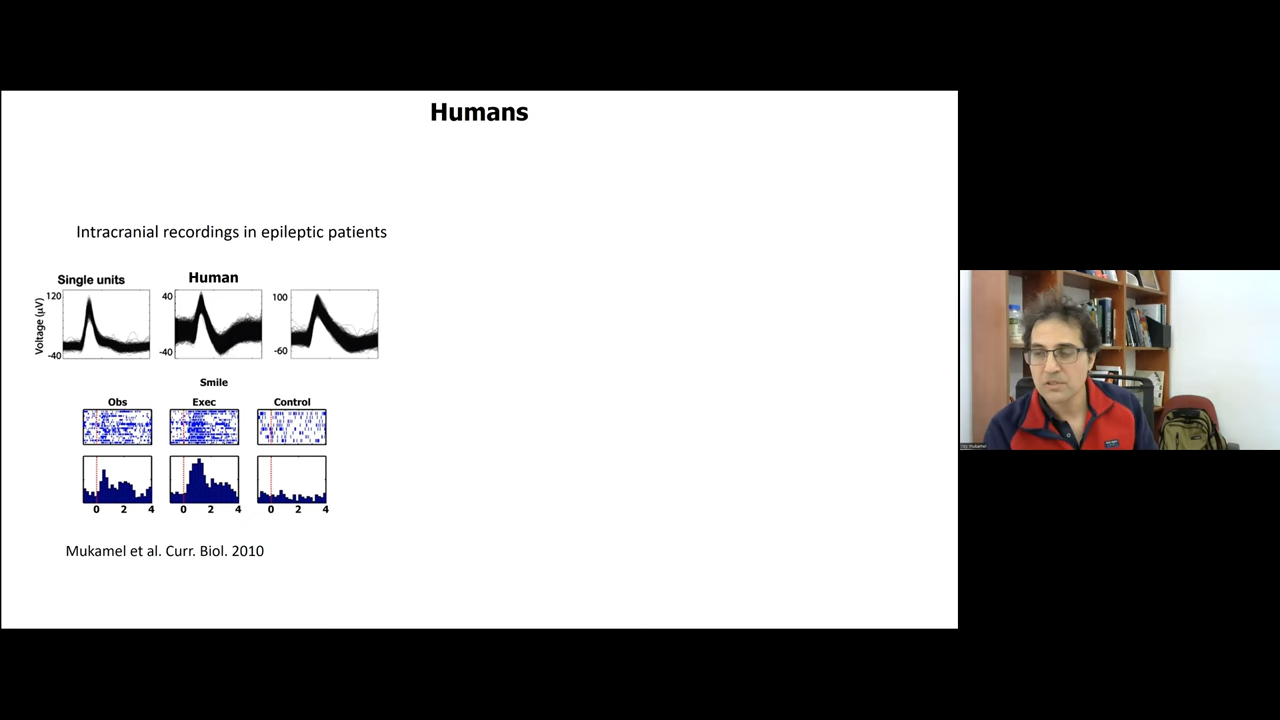 Humans
Intracranial recordings in epileptic patients
Single units
Human
Voltage (µV)
120
-40
40
-40
100
-60
Smile
Obs
Exec
Control
0 2 4
0 2 4
0 2 4
Mukamel et al. Curr. Biol. 2010